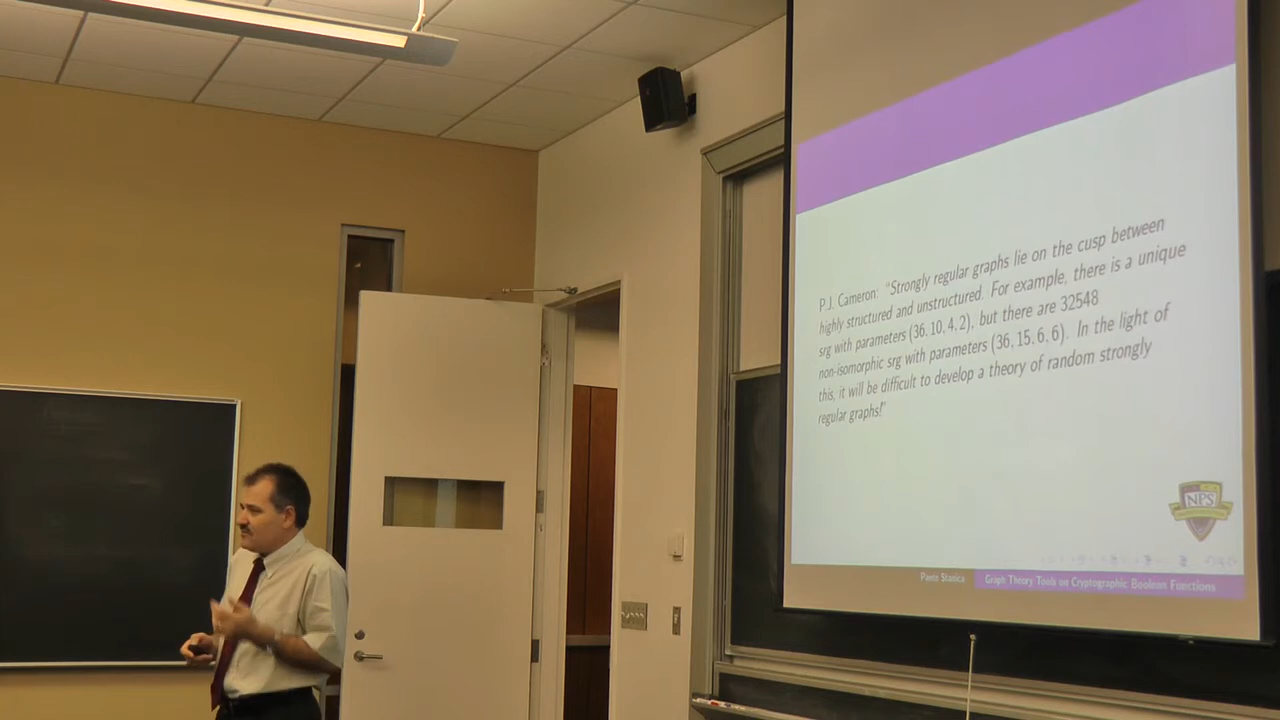 P.J. Cameron: "Strongly regular graphs lie on the cusp between
highly structured and unstructured. For example, there is a unique
srg with parameters (36, 10, 4, 2), but there are 32548
non-isomorphic srg with parameters (36, 15, 6, 6). In the light of
this, it will be difficult to develop a theory of random strongly
regular graphs!"
NPS
Pante Stanica
Graph Theory Tools on Cryptographic Boolean Functions